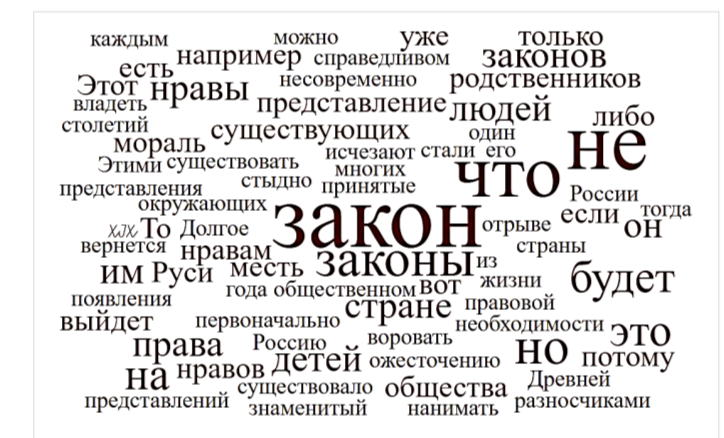 каждым можно уже только
например справедливом законов
есть несовременно родственников
Этот нравы
владеть представление людей либо
столетий существующих один не
мораль исчезают стали его
Этими существовать многих что
представления стыдно принятые России
окружающих закон если тогда
То Долгое отрыве он
вернется нравам страны
им Руси месть законы из
года общественном вот жизни будет
появления стране правовой
выйдет первоначально необходимости это
права Россию воровать но
нравов детей ожесточению потому
на существовало общества Древней
представлений знаменитый нанимать разносчиками